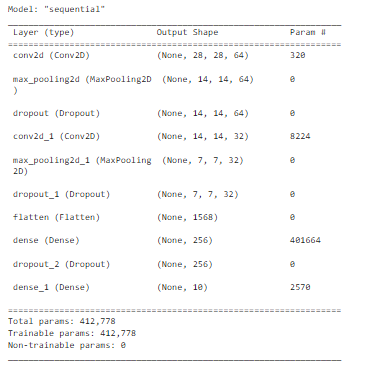 Model: "sequential"
Layer (type) Output Shape Param #
conv2d (Conv2D) (None, 28, 28, 64) 320
max_pooling2d (MaxPooling2D (None, 14, 14, 64) 0
)
dropout (Dropout) (None, 14, 14, 64) 0
conv2d_1 (Conv2D) (None, 14, 14, 32) 8224
max_pooling2d_1 (MaxPooling (None, 7, 7, 32) 0
2D)
dropout_1 (Dropout) (None, 7, 7, 32) 0
flatten (Flatten) (None, 1568) 0
dense (Dense) (None, 256) 401664
dropout_2 (Dropout) (None, 256) 0
dense_1 (Dense) (None, 10) 2570
Total params: 412,778
Trainable params: 412,778
Non-trainable params: 0